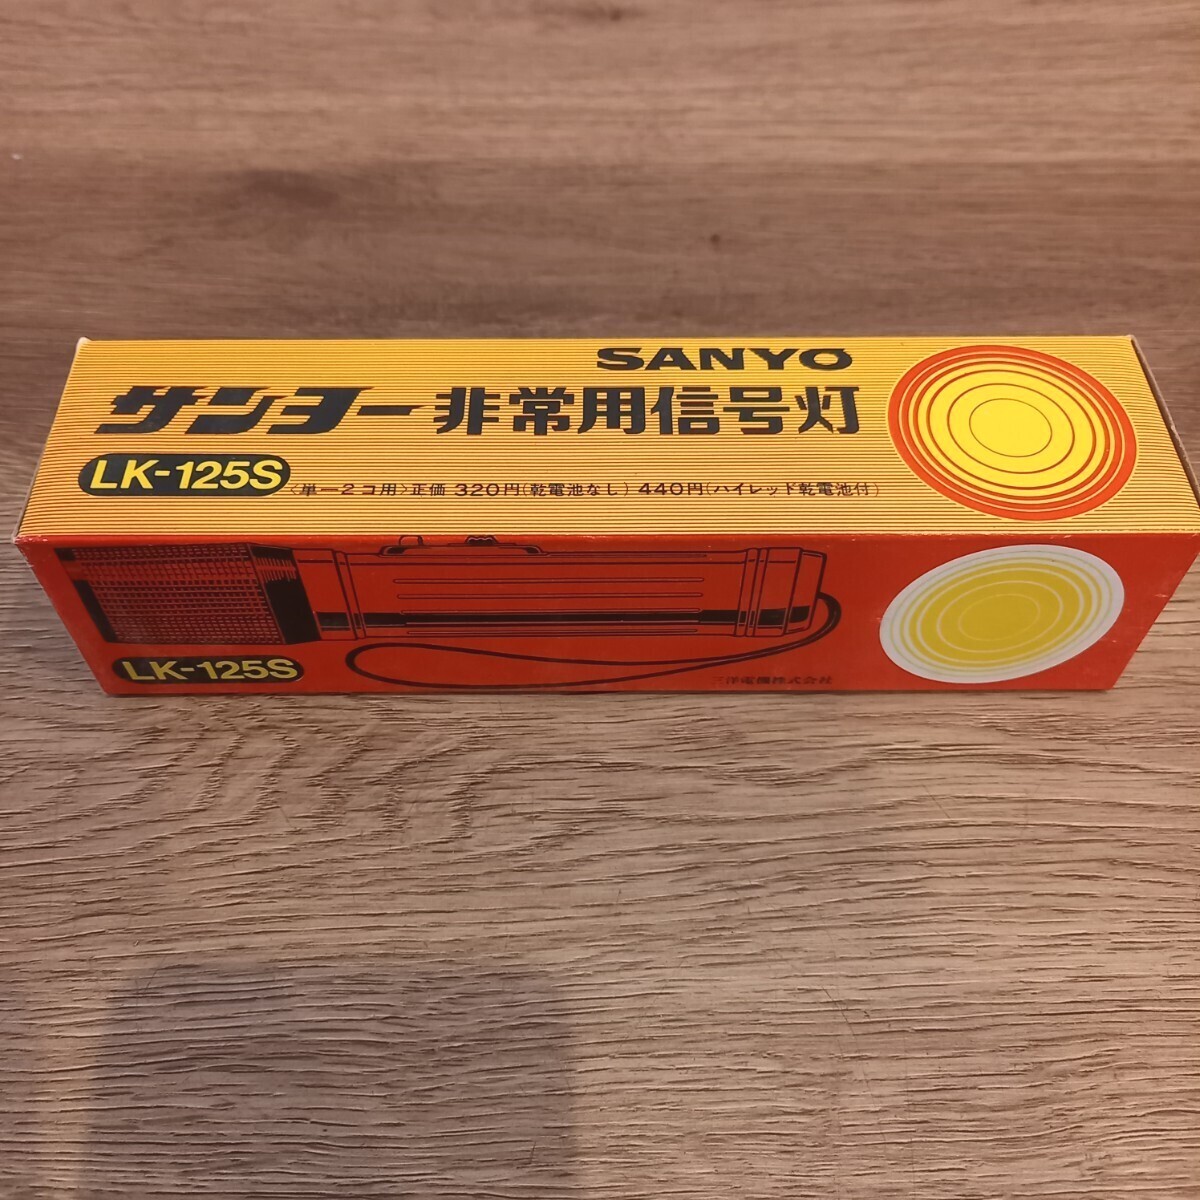 SANYO
サンヨー 非常用信号灯
LK-125S 〈単一2コ用〉正価 320円(乾電池なし) 440円(ハイレッド乾電池付)
LK-125S
三洋電機株式会社